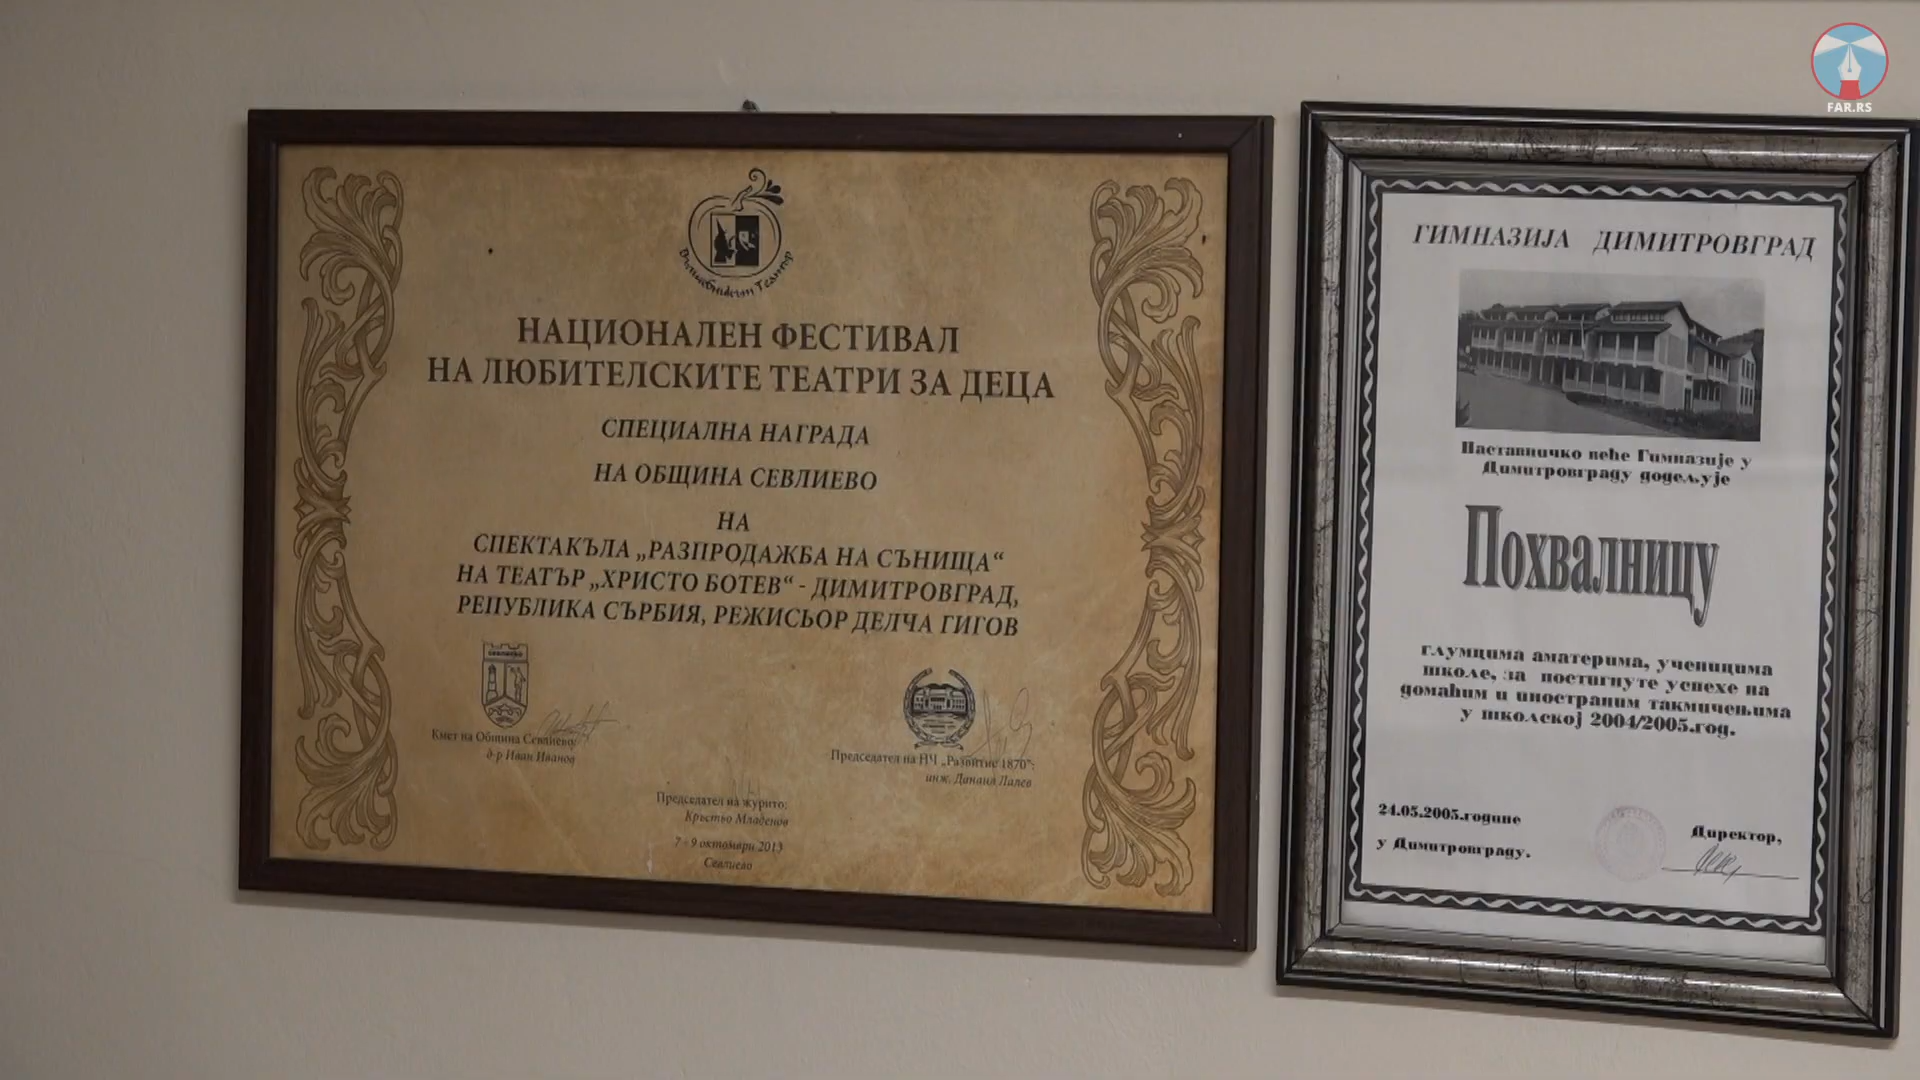 FAR.RS
НАЦИОНАЛЕН ФЕСТИВАЛ
НА ЛЮБИТЕЛСКИТЕ ТЕАТРИ ЗА ДЕЦА
СПЕЦИАЛНА НАГРАДА
НА ОБЩИНА СЕВЛИЕВО
НА
СПЕКТАКЪЛА „РАЗПРОДАЖБА НА СЪНИЩА“
НА ТЕАТЪР „ХРИСТО БОТЕВ“ - ДИМИТРОВГРАД,
РЕПУБЛИКА СЪРБИЯ, РЕЖИСЬОР ДЕЛЧА ГИГОВ
СЕВЛИЕВО
Кмет на Община Севлиево:
д-р Иван Иванов
Председател на НЧ „Развитие 1870”:
инж. Данаил Лалев
Председател на журито:
Кръстьо Младенов
7 - 9 октомври 2013
Севлиево
ГИМНАЗИЈА ДИМИТРОВГРАД
Наставничко веће Гимназије у
Димитровграду додељује
Похвалницу
глумцима аматерима, ученицима
школе, за постигнуте успехе на
домаћим и иностраним такмичењима
у школској 2004/2005.год.
24.05.2005.године
у Димитровграду.
Директор,